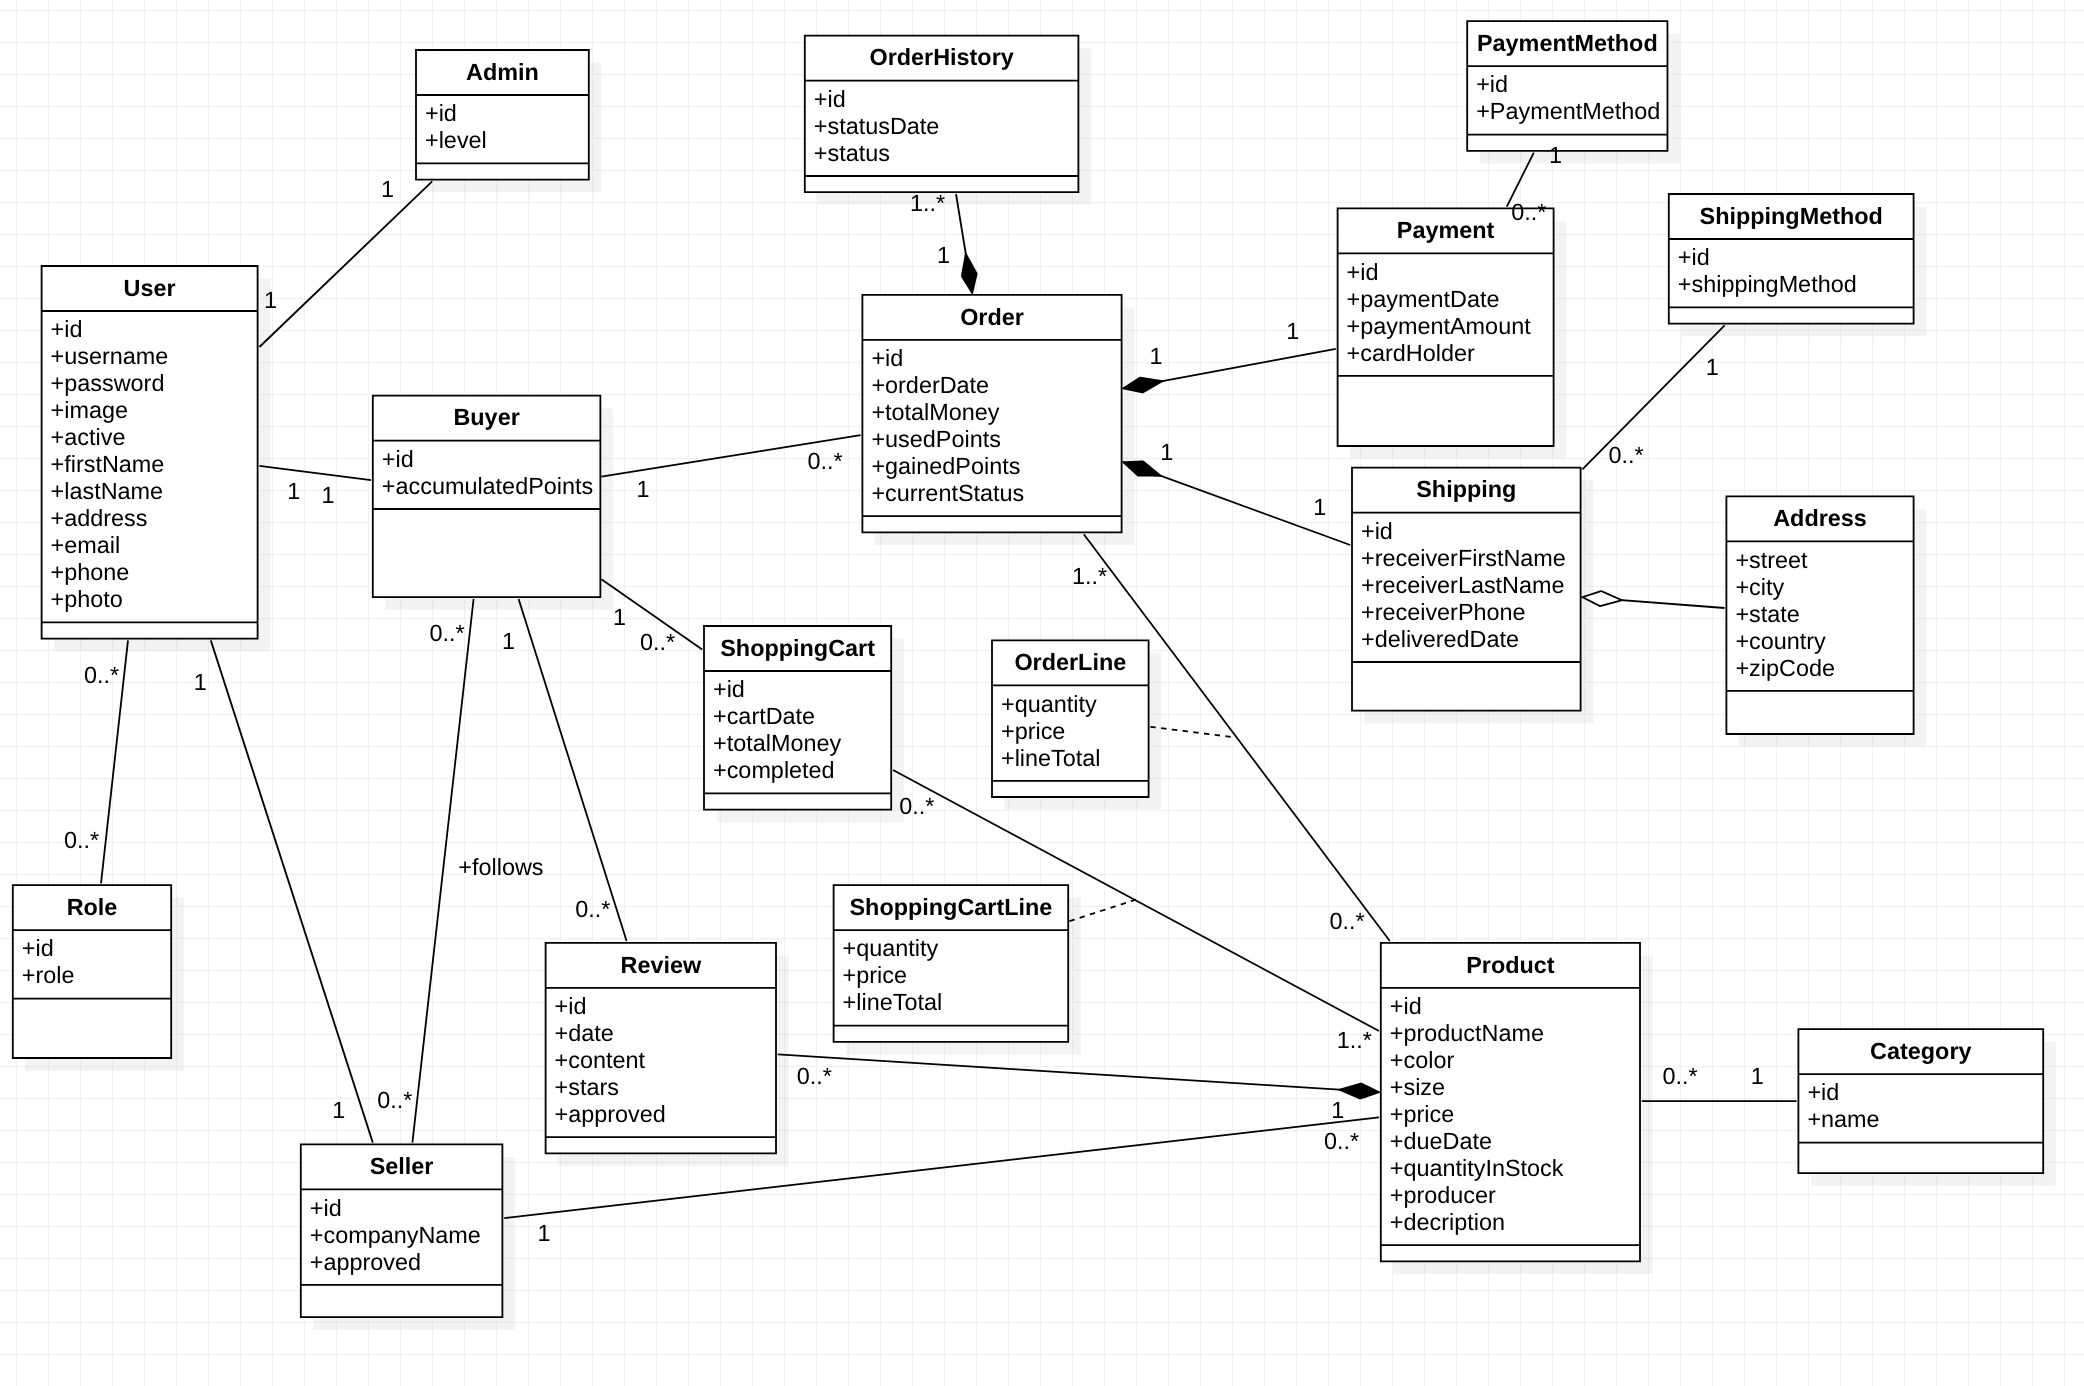 Admin
+id
+level
OrderHistory
+id
+statusDate
+status
PaymentMethod
+id
+PaymentMethod
1
1
1..*
1
1
0..*
User
+id
+username
+password
+image
+active
+firstName
+lastName
+address
+email
+phone
+photo
Buyer
+id
+accumulatedPoints
1
1
1
0..*
Order
+id
+orderDate
+totalMoney
+usedPoints
+gainedPoints
+currentStatus
1
1
1
1
Payment
+id
+paymentDate
+paymentAmount
+cardHolder
ShippingMethod
+id
+shippingMethod
1
0..*
Shipping
+id
+receiverFirstName
+receiverLastName
+receiverPhone
+deliveredDate
Address
+street
+city
+state
+country
+zipCode
0..*
1
0..*
1
1
0..*
1..*
ShoppingCart
+id
+cartDate
+totalMoney
+completed
OrderLine
+quantity
+price
+lineTotal
0..*
0..*
+follows
0..*
0..*
Role
+id
+role
ShoppingCartLine
+quantity
+price
+lineTotal
Review
+id
+date
+content
+stars
+approved
0..*
1..*
1
0..*
Product
+id
+productName
+color
+size
+price
+dueDate
+quantityInStock
+producer
+decription
0..*
1
Category
+id
+name
1
0..*
Seller
+id
+companyName
+approved
1